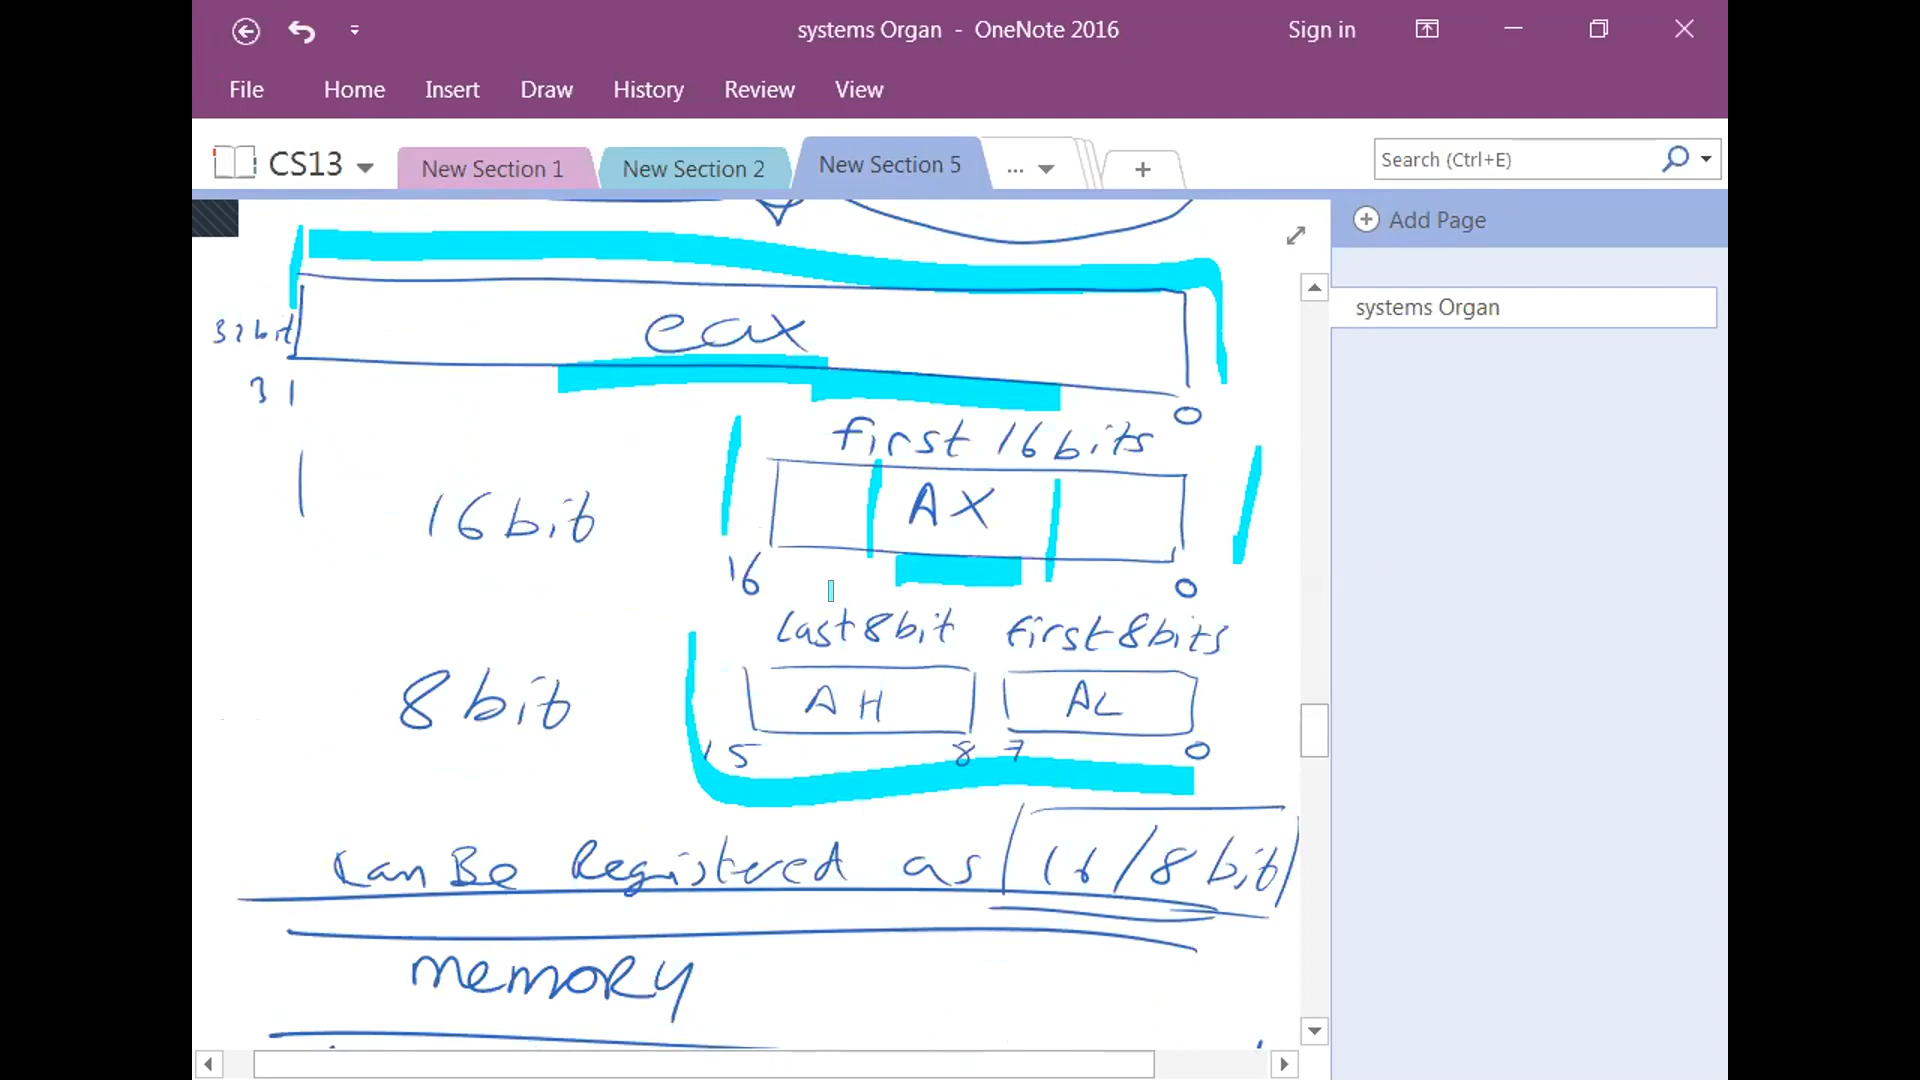 systems Organ - OneNote 2016
Sign in
File Home Insert Draw History Review View
CS13 New Section 1 New Section 2 New Section 5 ... +
Search (Ctrl+E)
Add Page
systems Organ
32bit eax
31 0
first 16bits
16bit AX
16 0
last 8bit first 8bits
8bit AH AL
15 8 7 0
Can Be Registered as 16/8 bit
memory